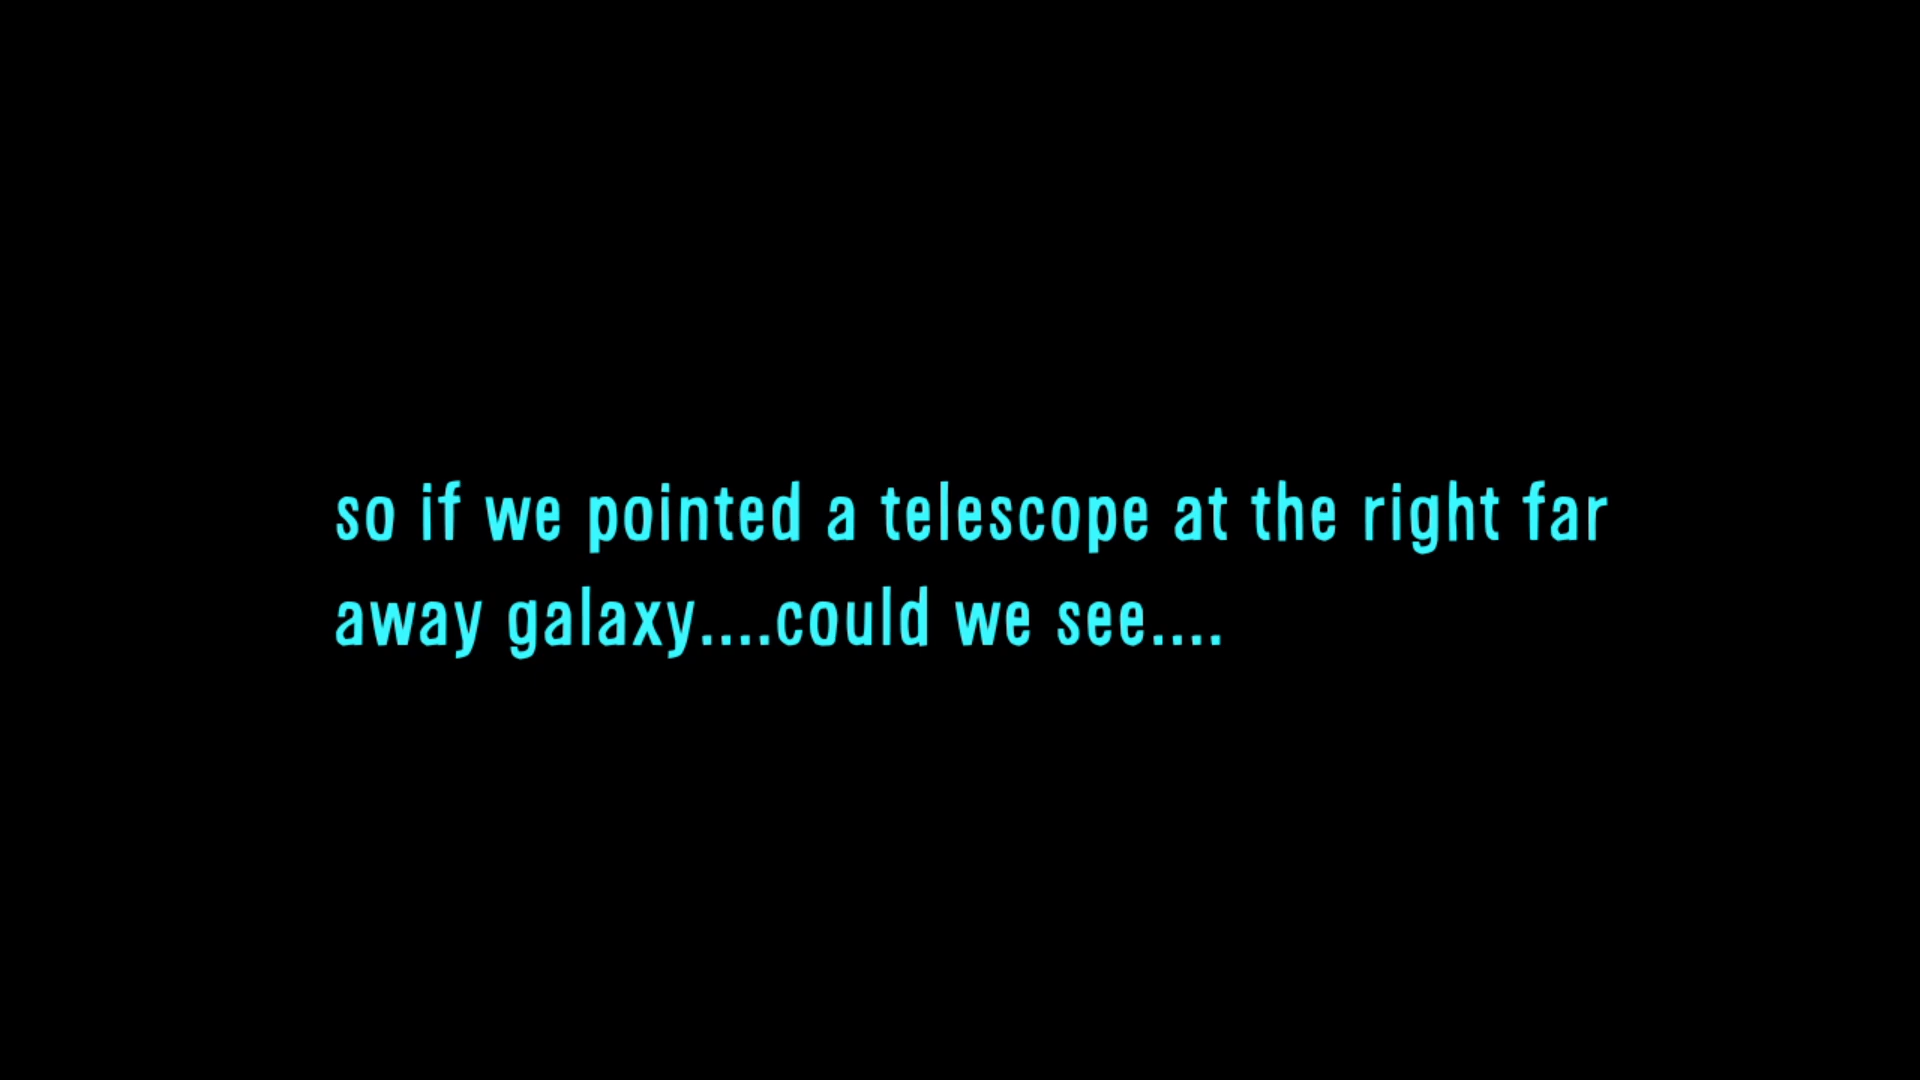 so if we pointed a telescope at the right far
away galaxy....could we see....